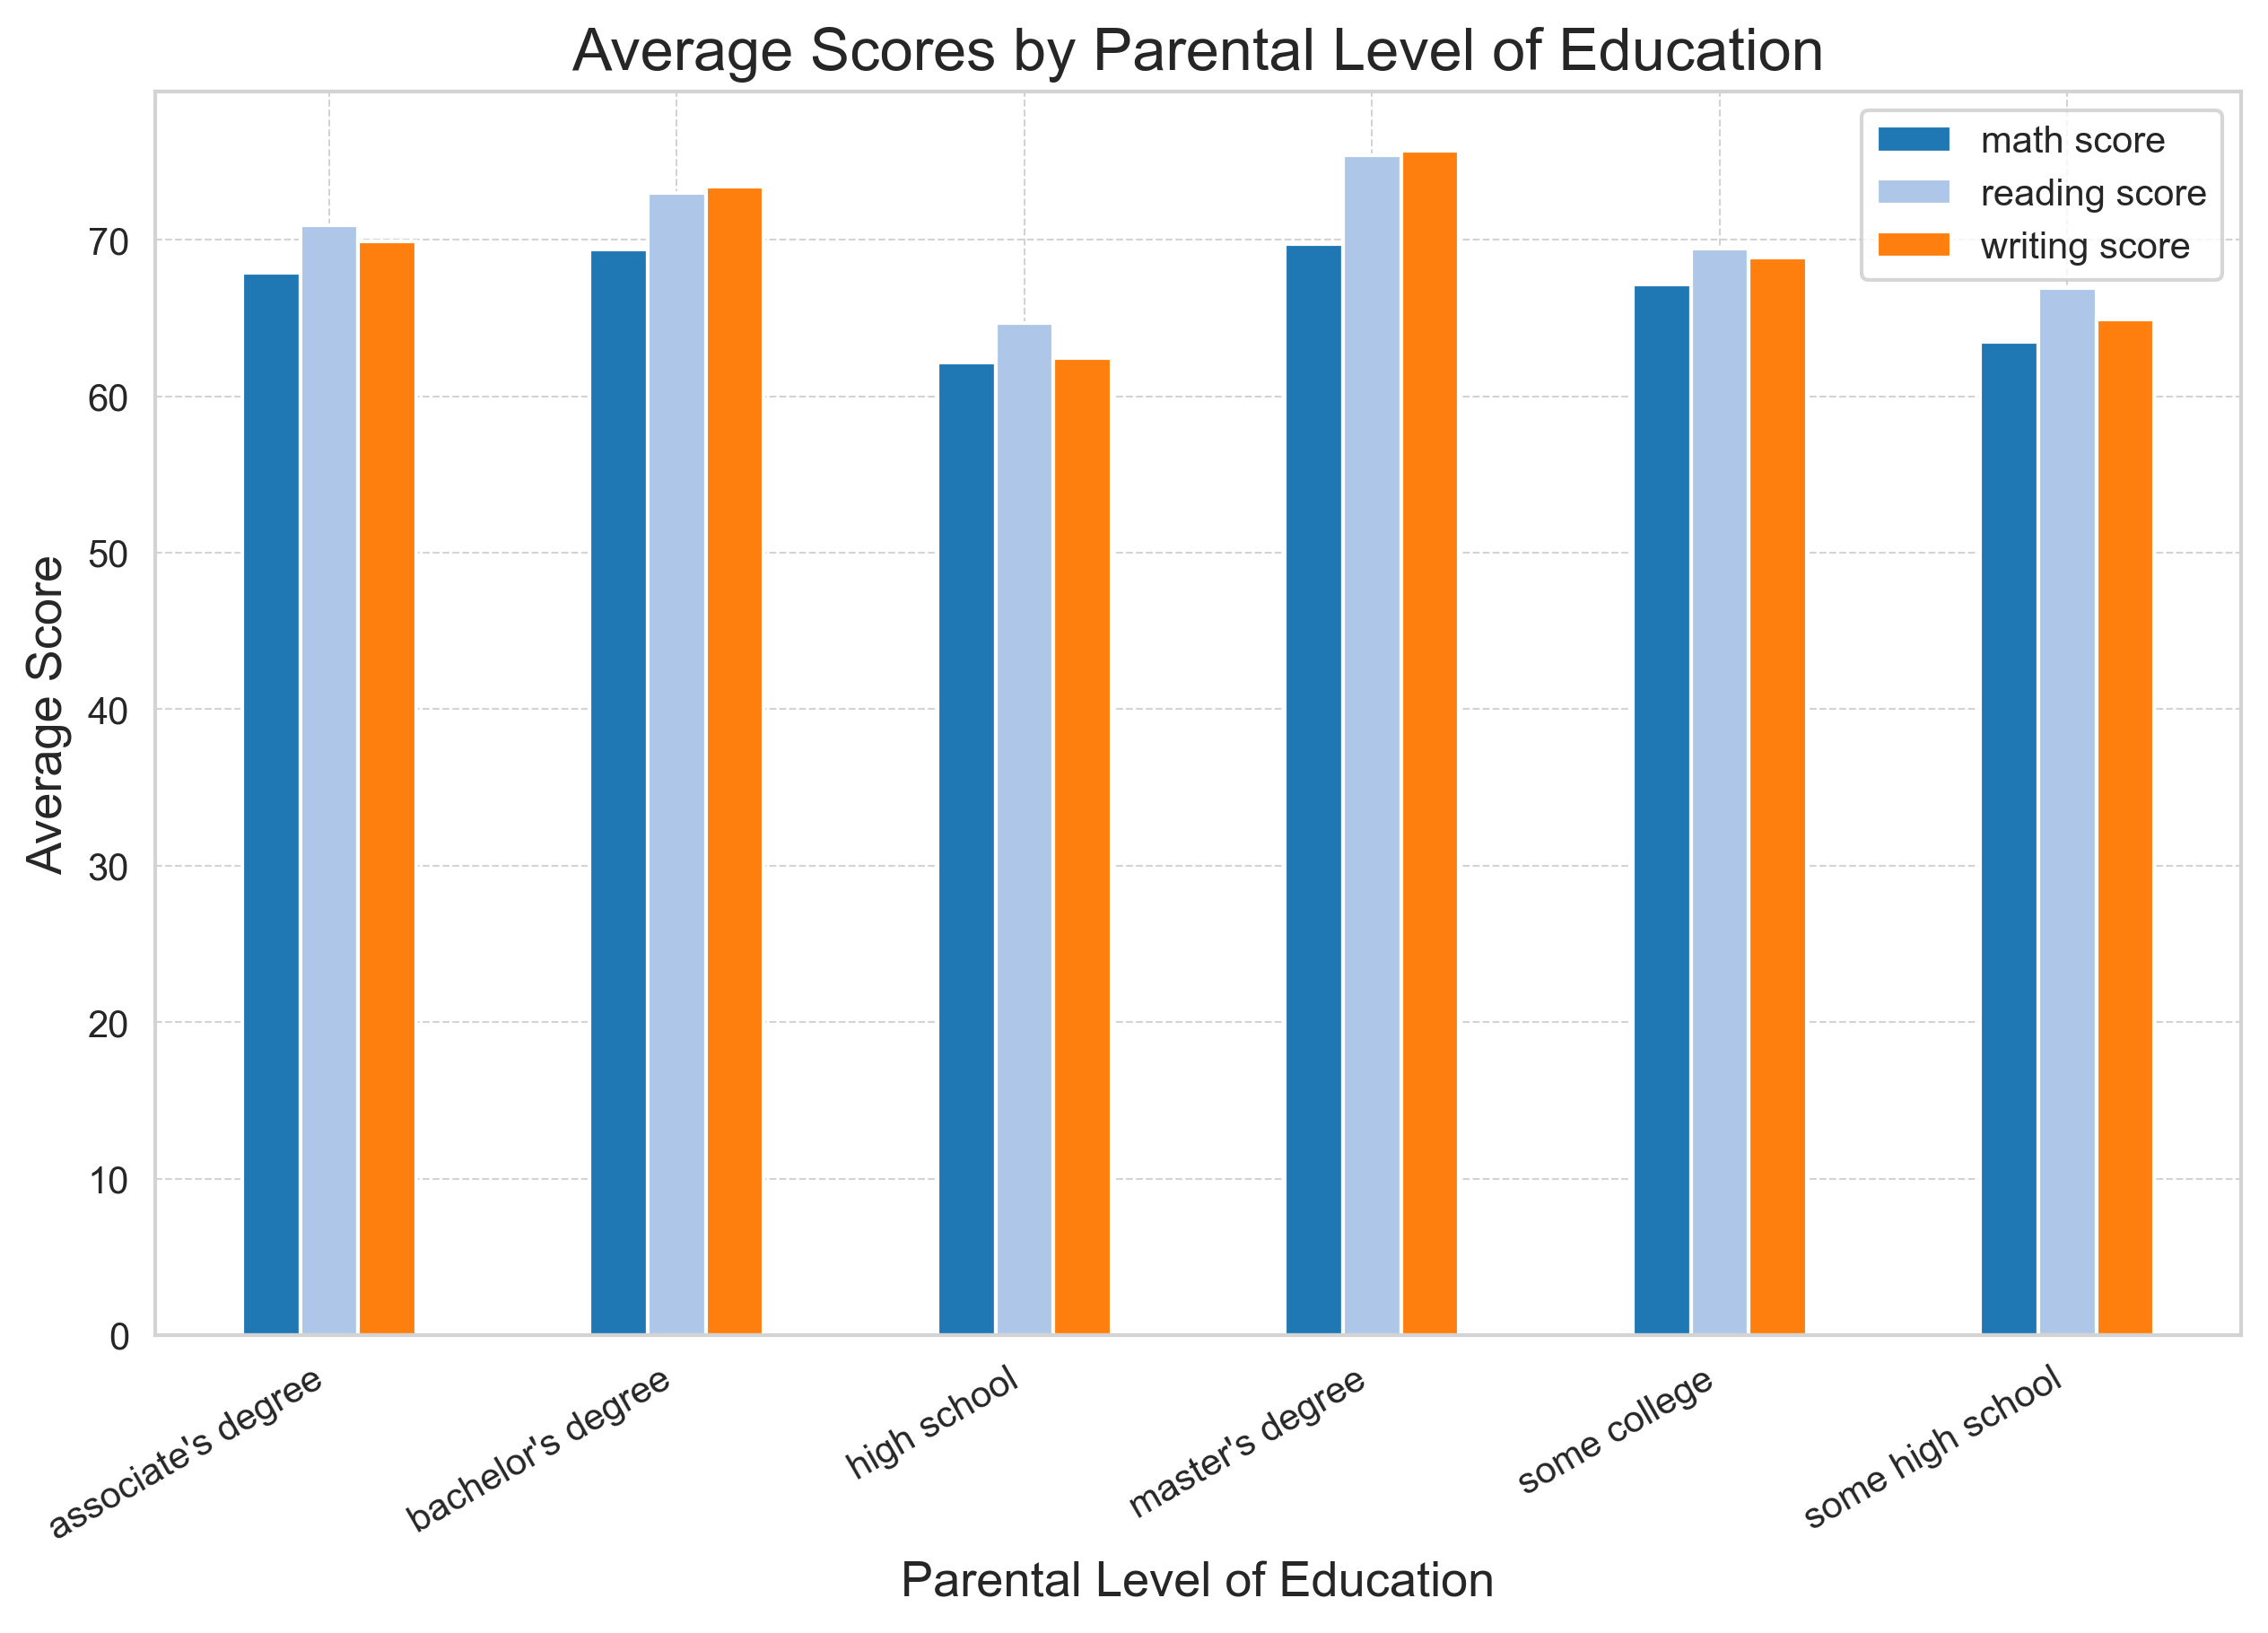 Average Scores by Parental Level of Education
math score
reading score
writing score
Average Score
70
60
50
40
30
20
10
0
associate's degree
bachelor's degree
high school
master's degree
some college
some high school
Parental Level of Education